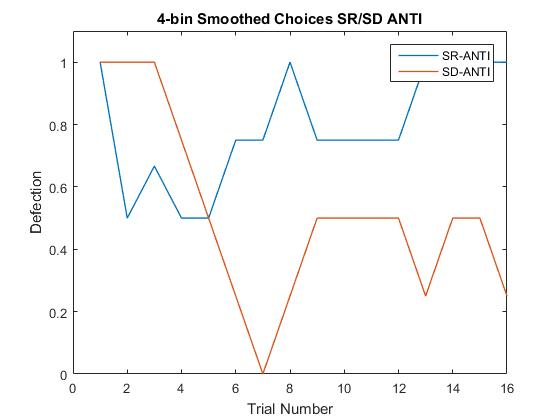 4-bin Smoothed Choices SR/SD ANTI
SR-ANTI
SD-ANTI
Defection
1
0.8
0.6
0.4
0.2
0
0 2 4 6 8 10 12 14 16
Trial Number